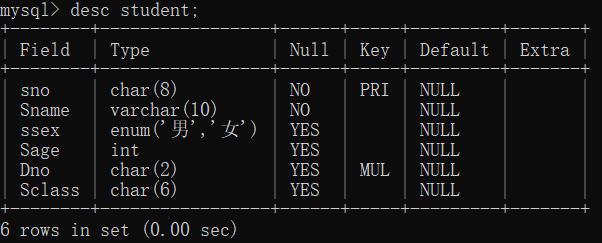 mysql> desc student;
+---------+-----------------+------+-----+---------+-------+
| Field   | Type            | Null | Key | Default | Extra |
+---------+-----------------+------+-----+---------+-------+
| sno     | char(8)         | NO   | PRI | NULL    |       |
| Sname   | varchar(10)     | NO   |     | NULL    |       |
| ssex    | enum('男','女') | YES  |     | NULL    |       |
| Sage    | int             | YES  |     | NULL    |       |
| Dno     | char(2)         | YES  | MUL | NULL    |       |
| Sclass  | char(6)         | YES  |     | NULL    |       |
+---------+-----------------+------+-----+---------+-------+
6 rows in set (0.00 sec)